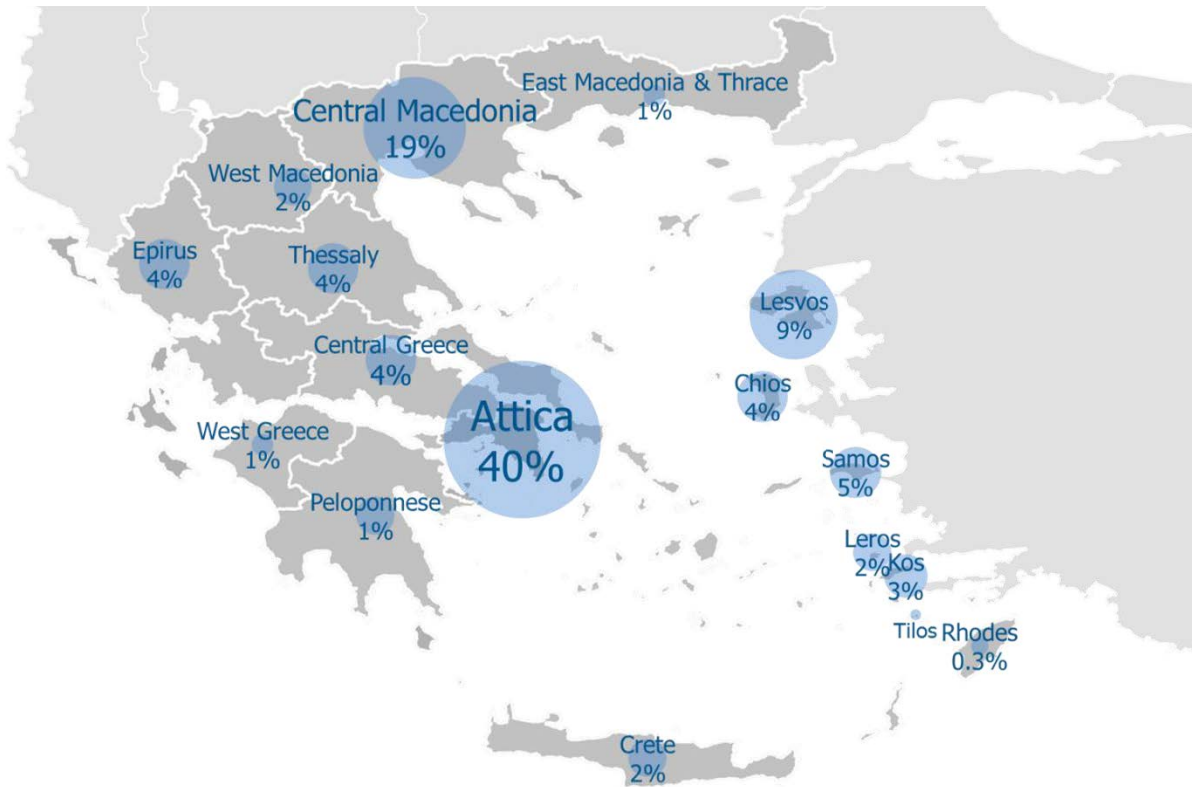 East Macedonia & Thrace
1%
Central Macedonia
19%
West Macedonia
2%
Epirus
4%
Thessaly
4%
Lesvos
9%
Central Greece
4%
Chios
4%
Attica
40%
West Greece
1%
Samos
5%
Peloponnese
1%
Leros
2%
Kos
3%
Tilos
Rhodes
0.3%
Crete
2%